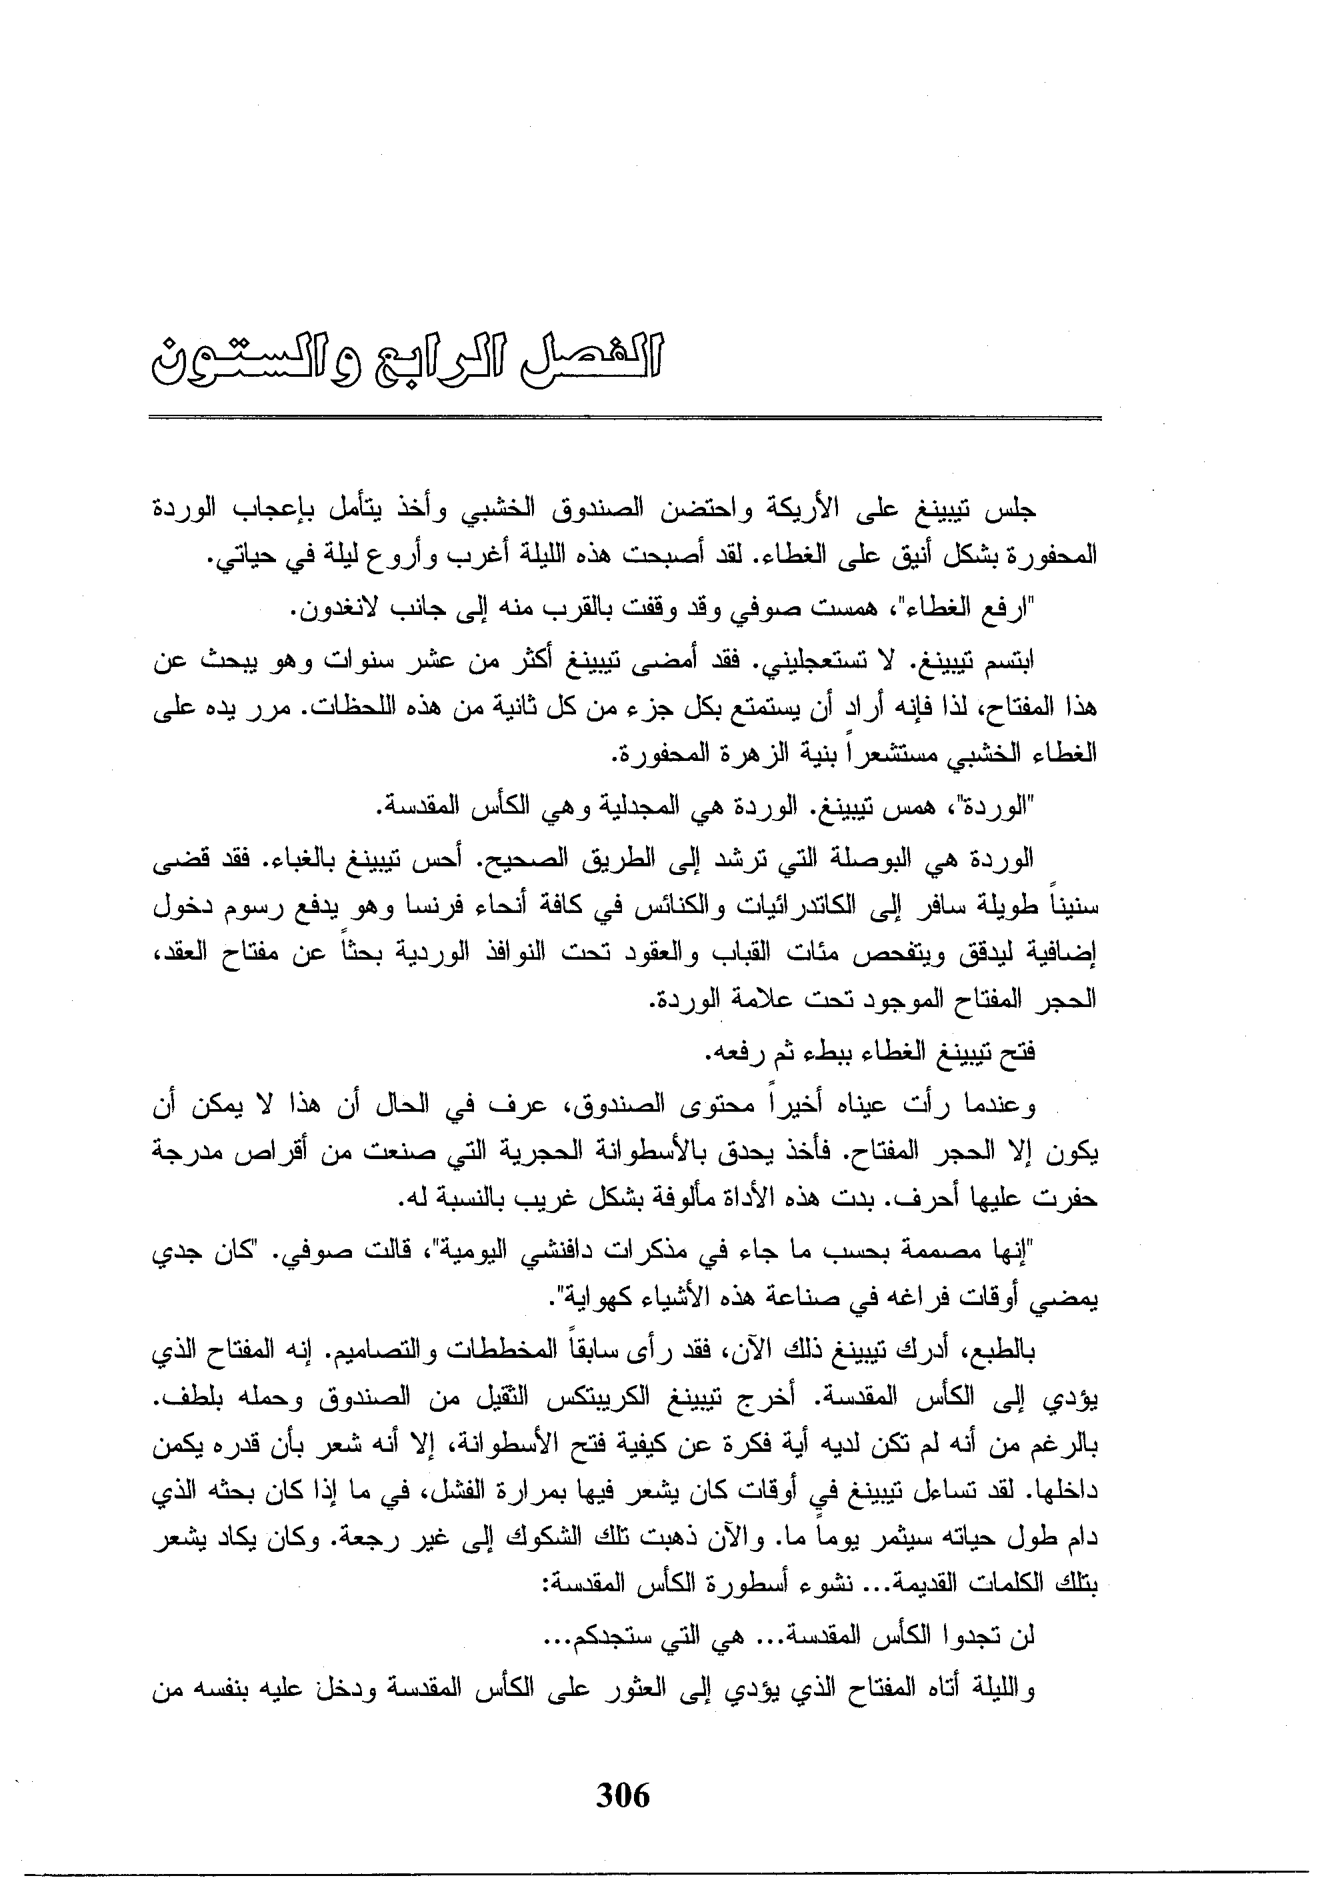 الفصل الرابع والستون
جلس تيبينغ على الأريكة واحتضن الصندوق الخشبي وأخذ يتأمل بإعجاب الوردة
المحفورة بشكل أنيق على الغطاء. لقد أصبحت هذه الليلة أغرب وأروع ليلة في حياتي.
"ارفع الغطاء"، همست صوفي وقد وقفت بالقرب منه إلى جانب لانغدون.
ابتسم تيبينغ. لا تستعجليني. فقد أمضى تيبينغ أكثر من عشر سنوات وهو يبحث عن
هذا المفتاح، لذا فإنه أراد أن يستمتع بكل جزء من كل ثانية من هذه اللحظات. مرر يده على
الغطاء الخشبي مستشعراً بنية الزهرة المحفورة.
"الوردة"، همس تيبينغ. الوردة هي المجدلية وهي الكأس المقدسة.
الوردة هي البوصلة التي ترشد إلى الطريق الصحيح. أحس تيبينغ بالغباء. فقد قضى
سنيناً طويلة سافر إلى الكاتدرائيات والكنائس في كافة أنحاء فرنسا وهو يدفع رسوم دخول
إضافية ليدقق ويتفحص مئات القباب والعقود تحت النوافذ الوردية بحثاً عن مفتاح العقد،
الحجر المفتاح الموجود تحت علامة الوردة.
فتح تيبينغ الغطاء ببطء ثم رفعه.
وعندما رأت عيناه أخيراً محتوى الصندوق، عرف في الحال أن هذا لا يمكن أن
يكون إلا الحجر المفتاح. فأخذ يحدق بالأسطوانة الحجرية التي صنعت من أقراص مدرجة
حفرت عليها أحرف. بدت هذه الأداة مألوفة بشكل غريب بالنسبة له.
"إنها مصممة بحسب ما جاء في مذكرات دافنشي اليومية"، قالت صوفي. "كان جدي
يمضي أوقات فراغه في صناعة هذه الأشياء كهواية".
بالطبع، أدرك تيبينغ ذلك الآن، فقد رأى سابقاً المخططات والتصاميم. إنه المفتاح الذي
يؤدي إلى الكأس المقدسة. أخرج تيبينغ الكريبتكس الثقيل من الصندوق وحمله بلطف.
بالرغم من أنه لم تكن لديه أية فكرة عن كيفية فتح الأسطوانة، إلا أنه شعر بأن قدره يكمن
داخلها. لقد تساءل تيبينغ في أوقات كان يشعر فيها بمرارة الفشل، في ما إذا كان بحثه الذي
دام طول حياته سيثمر يوماً ما. والآن ذهبت تلك الشكوك إلى غير رجعة. وكان يكاد يشعر
بتلك الكلمات القديمة... نشوء أسطورة الكأس المقدسة:
لن تجدوا الكأس المقدسة... هي التي ستجدكم...
والليلة أتاه المفتاح الذي يؤدي إلى العثور على الكأس المقدسة ودخل عليه بنفسه من
306